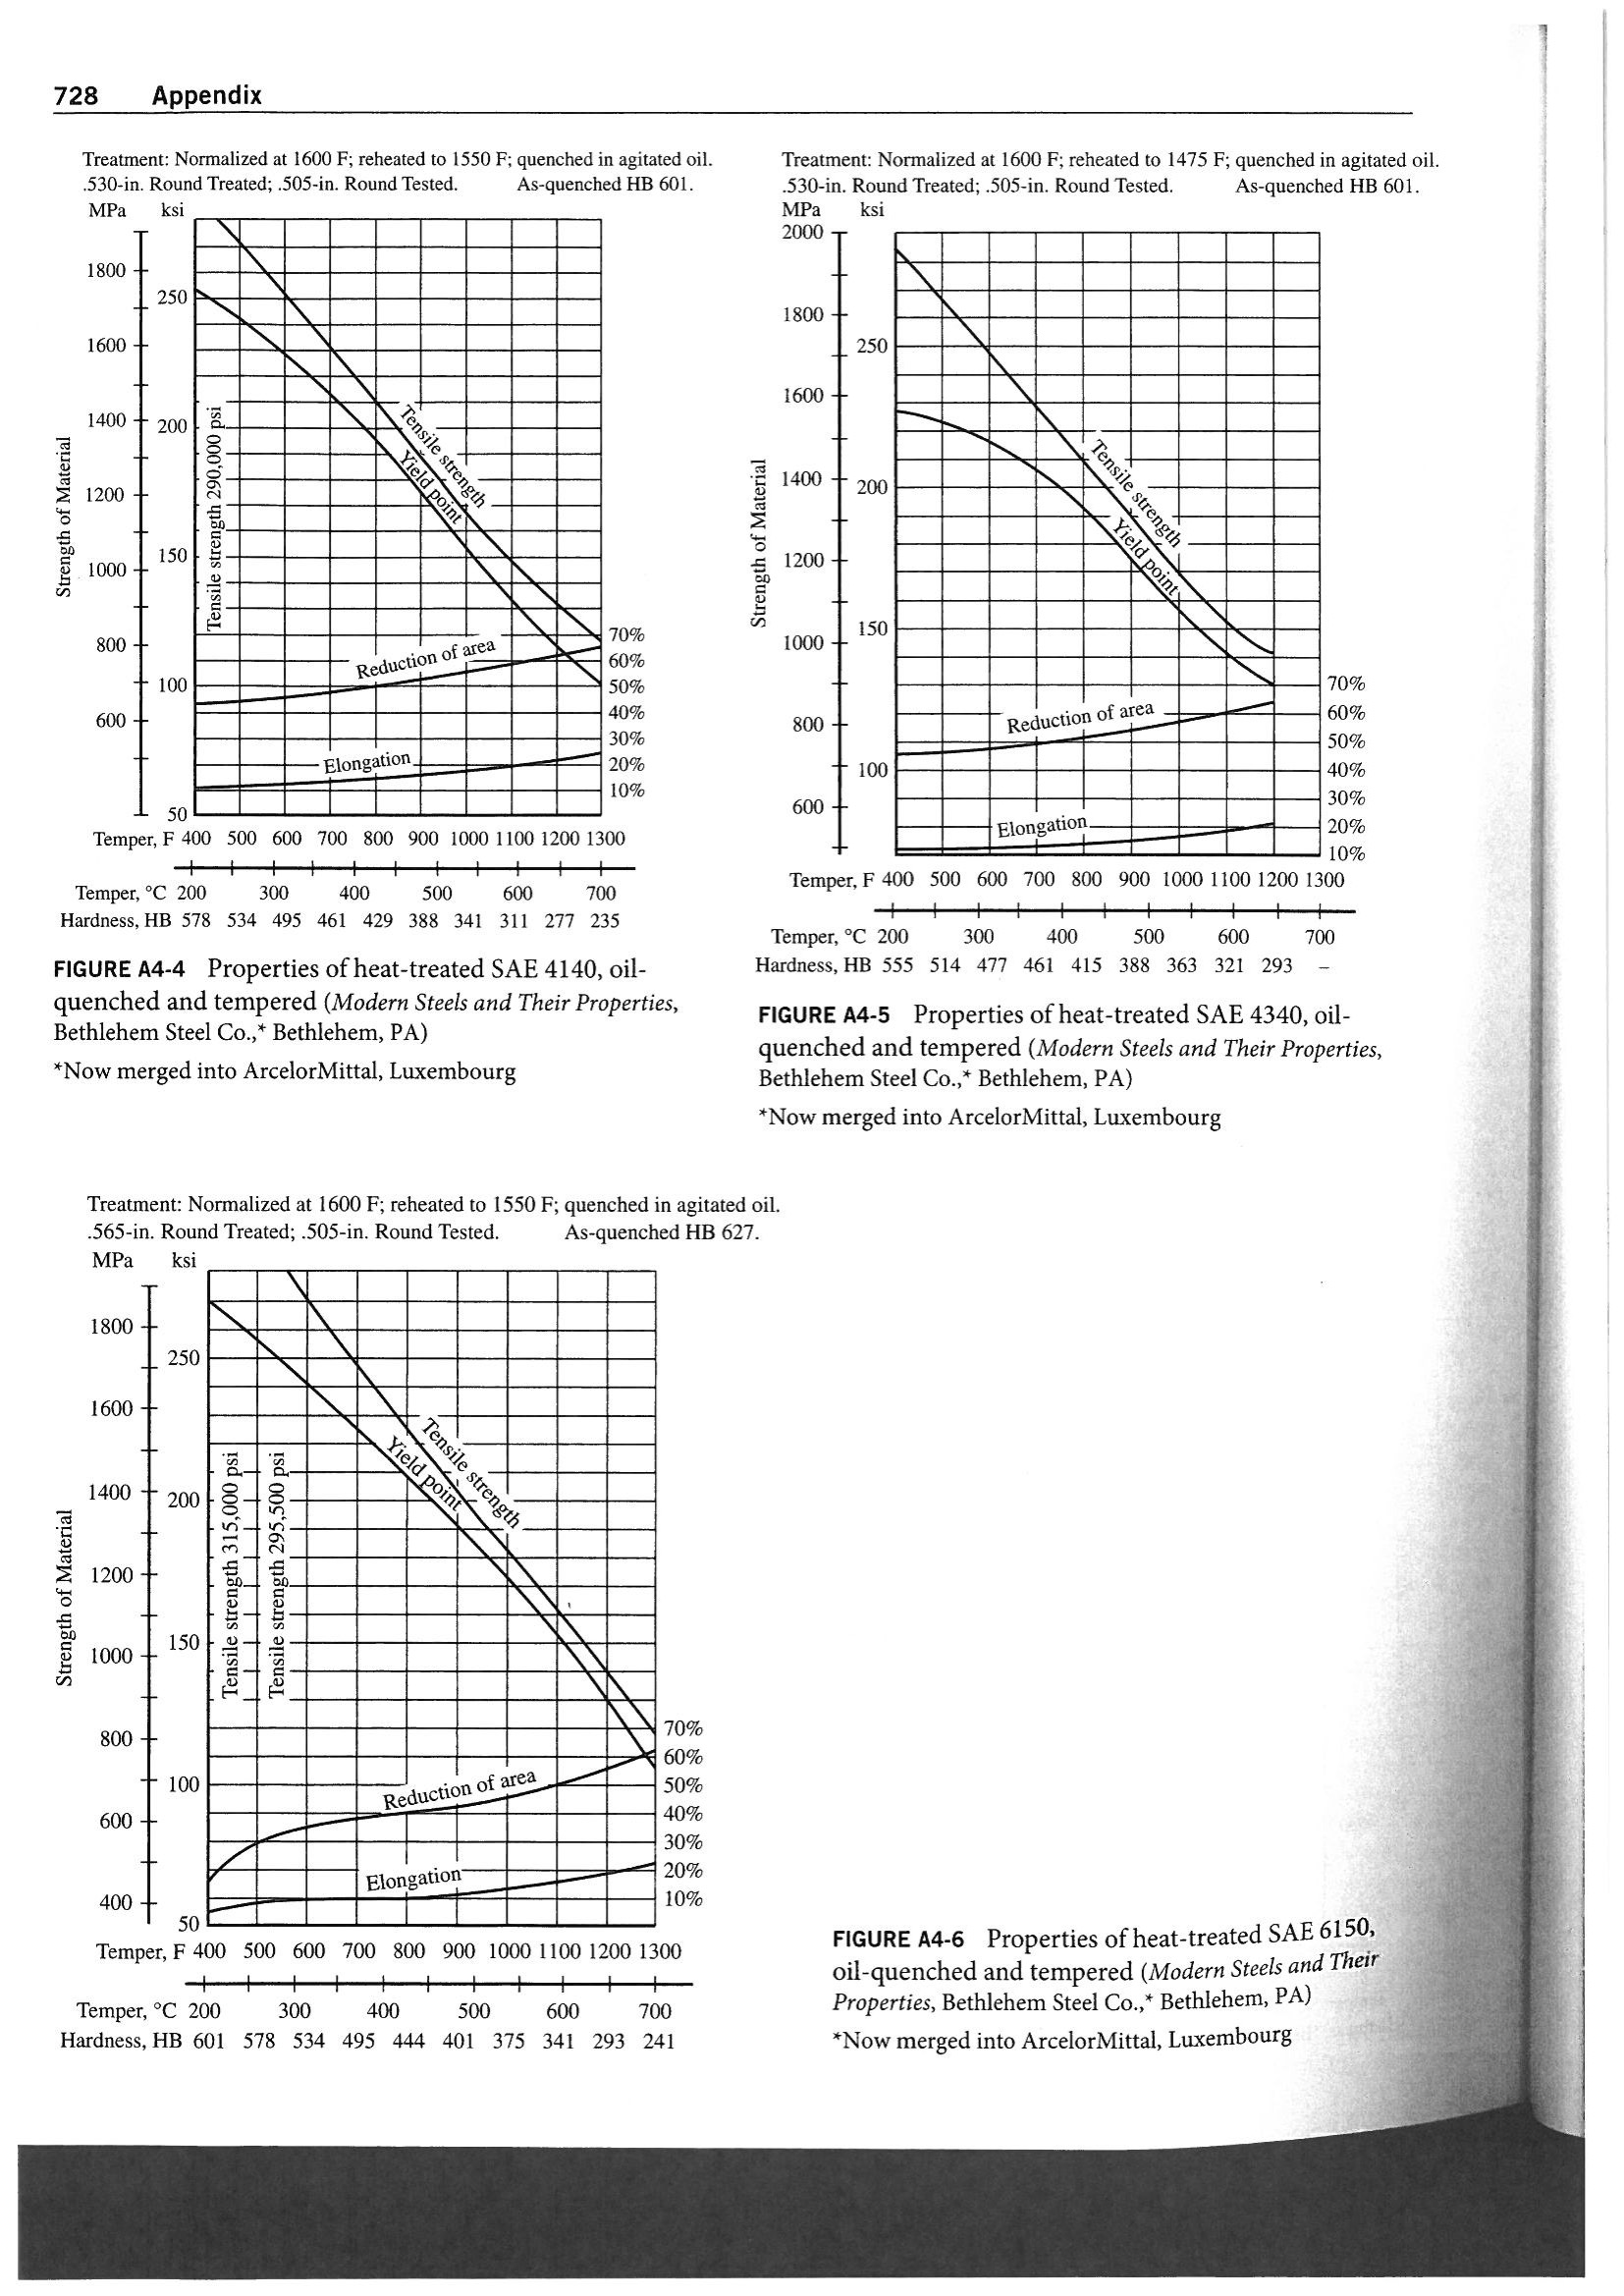 728 Appendix
Treatment: Normalized at 1600 F; reheated to 1550 F; quenched in agitated oil.
.530-in. Round Treated; .505-in. Round Tested. As-quenched HB 601.
MPa ksi
1800
250
1600
1400
200
1200
150
1000
800
100
600
50
Strength of Material
Tensile strength 290,000 psi
Tensile strength
Yield point
Reduction of area
Elongation
70%
60%
50%
40%
30%
20%
10%
Temper, F 400 500 600 700 800 900 1000 1100 1200 1300
Temper, °C 200 300 400 500 600 700
Hardness, HB 578 534 495 461 429 388 341 311 277 235
FIGURE A4-4 Properties of heat-treated SAE 4140, oil-
quenched and tempered (Modern Steels and Their Properties,
Bethlehem Steel Co.,* Bethlehem, PA)
*Now merged into ArcelorMittal, Luxembourg
Treatment: Normalized at 1600 F; reheated to 1475 F; quenched in agitated oil.
.530-in. Round Treated; .505-in. Round Tested. As-quenched HB 601.
MPa ksi
2000
1800
250
1600
1400
200
1200
150
1000
800
100
600
Strength of Material
Tensile strength
Yield point
Reduction of area
Elongation
70%
60%
50%
40%
30%
20%
10%
Temper, F 400 500 600 700 800 900 1000 1100 1200 1300
Temper, °C 200 300 400 500 600 700
Hardness, HB 555 514 477 461 415 388 363 321 293 –
FIGURE A4-5 Properties of heat-treated SAE 4340, oil-
quenched and tempered (Modern Steels and Their Properties,
Bethlehem Steel Co.,* Bethlehem, PA)
*Now merged into ArcelorMittal, Luxembourg
Treatment: Normalized at 1600 F; reheated to 1550 F; quenched in agitated oil.
.565-in. Round Treated; .505-in. Round Tested. As-quenched HB 627.
MPa ksi
1800
250
1600
1400
200
1200
150
1000
800
100
600
400
50
Strength of Material
Tensile strength 315,000 psi
Tensile strength 295,500 psi
Tensile strength
Yield point
Reduction of area
Elongation
70%
60%
50%
40%
30%
20%
10%
Temper, F 400 500 600 700 800 900 1000 1100 1200 1300
Temper, °C 200 300 400 500 600 700
Hardness, HB 601 578 534 495 444 401 375 341 293 241
FIGURE A4-6 Properties of heat-treated SAE 6150,
oil-quenched and tempered (Modern Steels and Their
Properties, Bethlehem Steel Co.,* Bethlehem, PA)
*Now merged into ArcelorMittal, Luxembourg